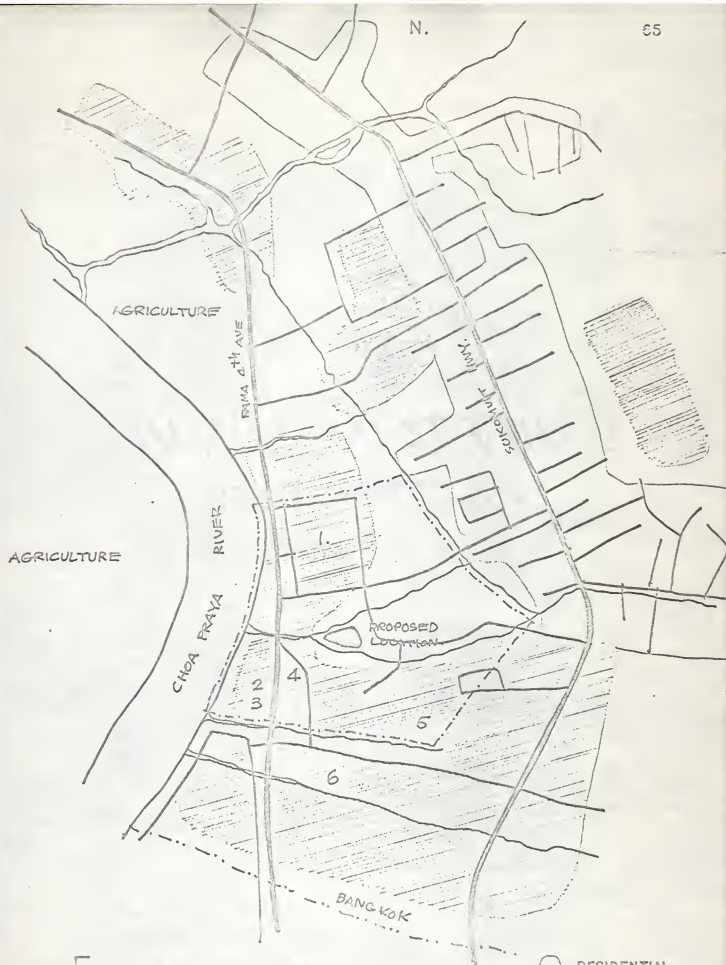 N.
65
AGRICULTURE
RAMA 4TH AVE
SUKOMVIT HWY.
AGRICULTURE
RIVER
CHOA PRAYA
1.
PROPOSED
LOCATION
2
3
4
5
6
BANGKOK
RESIDENTIAL